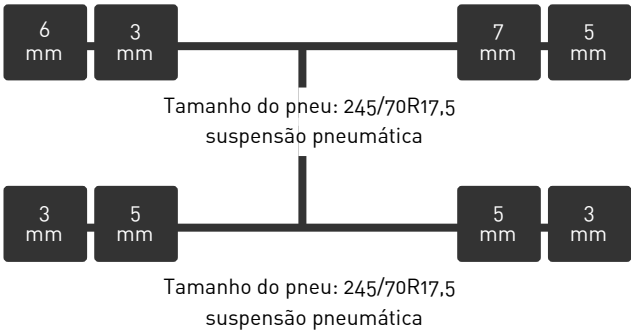 6 mm
3 mm
7 mm
5 mm
Tamanho do pneu: 245/70R17,5
suspensão pneumática
3 mm
5 mm
5 mm
3 mm
Tamanho do pneu: 245/70R17,5
suspensão pneumática